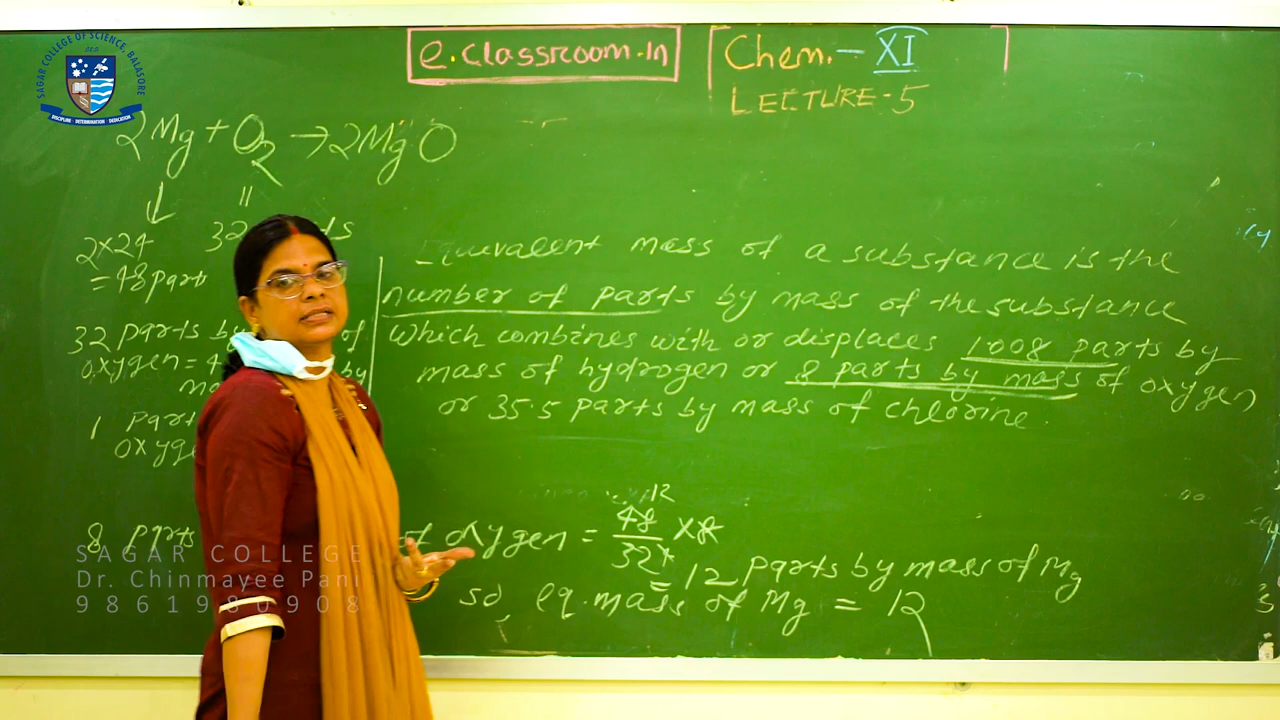 SAGAR COLLEGE OF SCIENCE, BALASORE
DISCIPLINE · DETERMINATION · DEDICATION
e.Classroom.In
Chem. - XI
LECTURE-5
2Mg + O2 → 2MgO
2×24
= 48 part
32
Equivalent mass of a substance is the
number of parts by mass of the substance
which combines with or displaces 1.008 parts by
mass of hydrogen or 8 parts by mass of oxygen
or 35.5 parts by mass of chlorine.
32 parts of
oxygen = by
1 part
8 parts of oxygen = 48/32 × 8
12
= 12 parts by mass of Mg
so, eq. mass of Mg = 12
SAGAR COLLEGE
Dr. Chinmayee Pani
9861980908